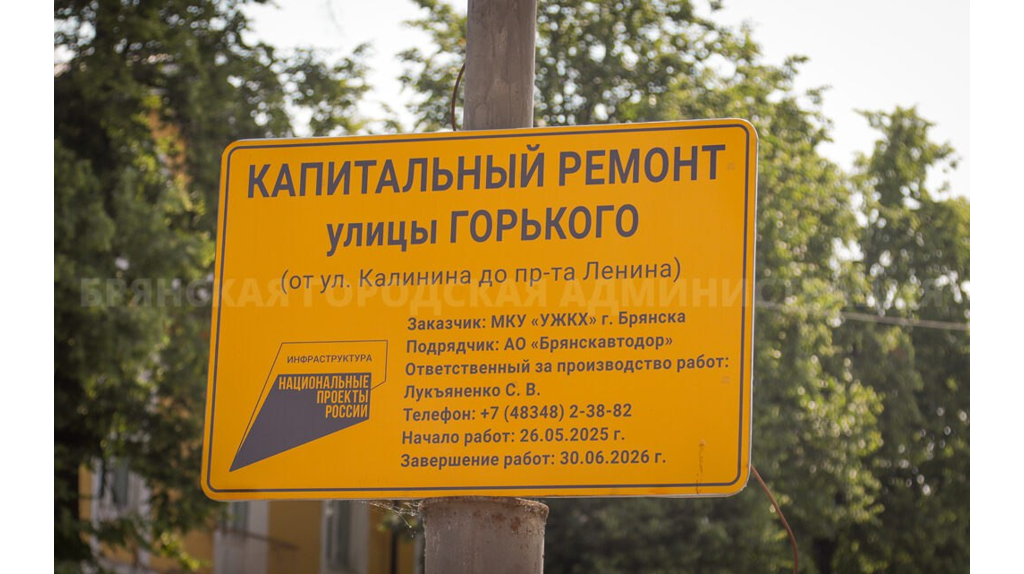 КАПИТАЛЬНЫЙ РЕМОНТ
улицы ГОРЬКОГО
(от ул. Калинина до пр-та Ленина)
БРЯНСКАЯ ГОРОДСКАЯ АДМИНИСТРАЦИЯ
Заказчик: МКУ «УЖКХ» г. Брянска
Подрядчик: АО «Брянскавтодор»
Ответственный за производство работ:
Лукъяненко С. В.
Телефон: +7 (48348) 2-38-82
Начало работ: 26.05.2025 г.
Завершение работ: 30.06.2026 г.
ИНФРАСТРУКТУРА
НАЦИОНАЛЬНЫЕ
ПРОЕКТЫ
РОССИИ